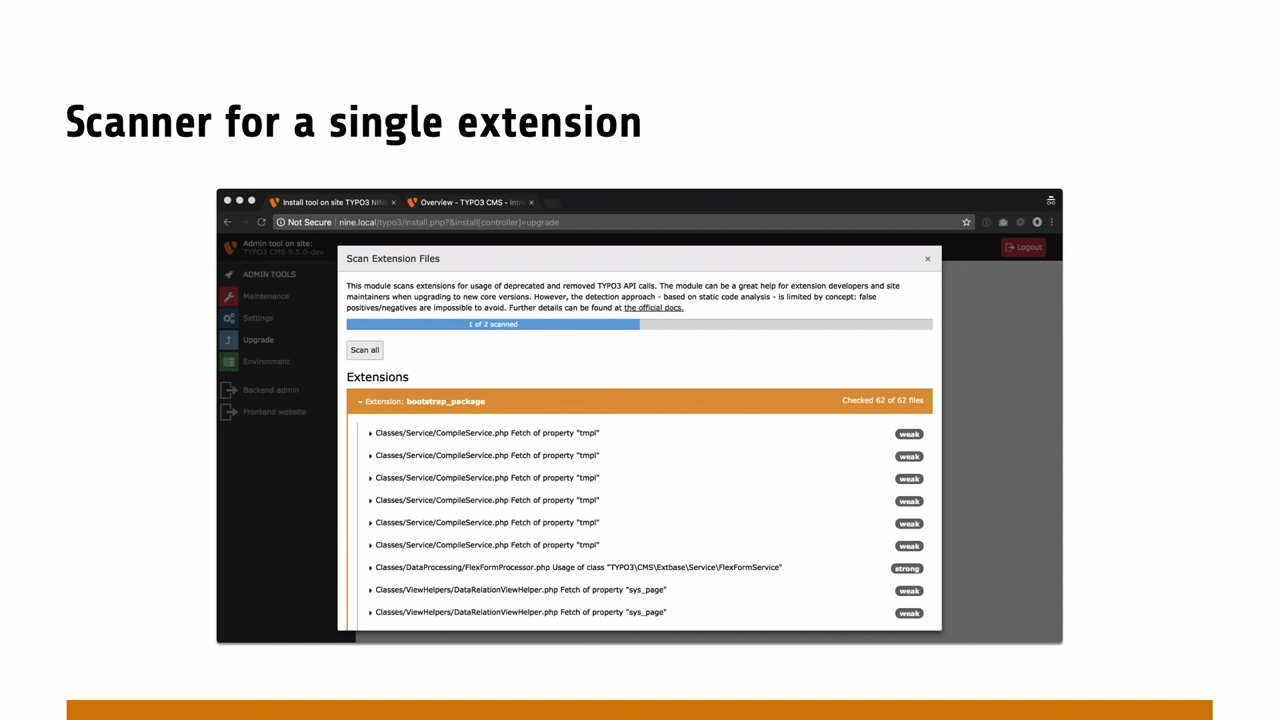 Scanner for a single extension
Install tool on site TYPO3 NIN
Overview - TYPO3 CMS - Intro
Not Secure
nine.local/typo3/install.php?&install[controller]=upgrade
Admin tool on site:
TYPO3 CMS 9.5.0-dev
Logout
ADMIN TOOLS
Maintenance
Settings
Upgrade
Environment
Backend admin
Frontend website
Scan Extension Files
This module scans extensions for usage of deprecated and removed TYPO3 API calls. The module can be a great help for extension developers and site
maintainers when upgrading to new core versions. However, the detection approach - based on static code analysis - is limited by concept: false
positives/negatives are impossible to avoid. Further details can be found at the official docs.
1 of 2 scanned
Scan all
Extensions
Extension: bootstrap_package Checked 62 of 62 files
Classes/Service/CompileService.php Fetch of property "tmpl" weak
Classes/Service/CompileService.php Fetch of property "tmpl" weak
Classes/Service/CompileService.php Fetch of property "tmpl" weak
Classes/Service/CompileService.php Fetch of property "tmpl" weak
Classes/Service/CompileService.php Fetch of property "tmpl" weak
Classes/Service/CompileService.php Fetch of property "tmpl" weak
Classes/DataProcessing/FlexFormProcessor.php Usage of class "TYPO3\CMS\Extbase\Service\FlexFormService" strong
Classes/ViewHelpers/DataRelationViewHelper.php Fetch of property "sys_page" weak
Classes/ViewHelpers/DataRelationViewHelper.php Fetch of property "sys_page" weak